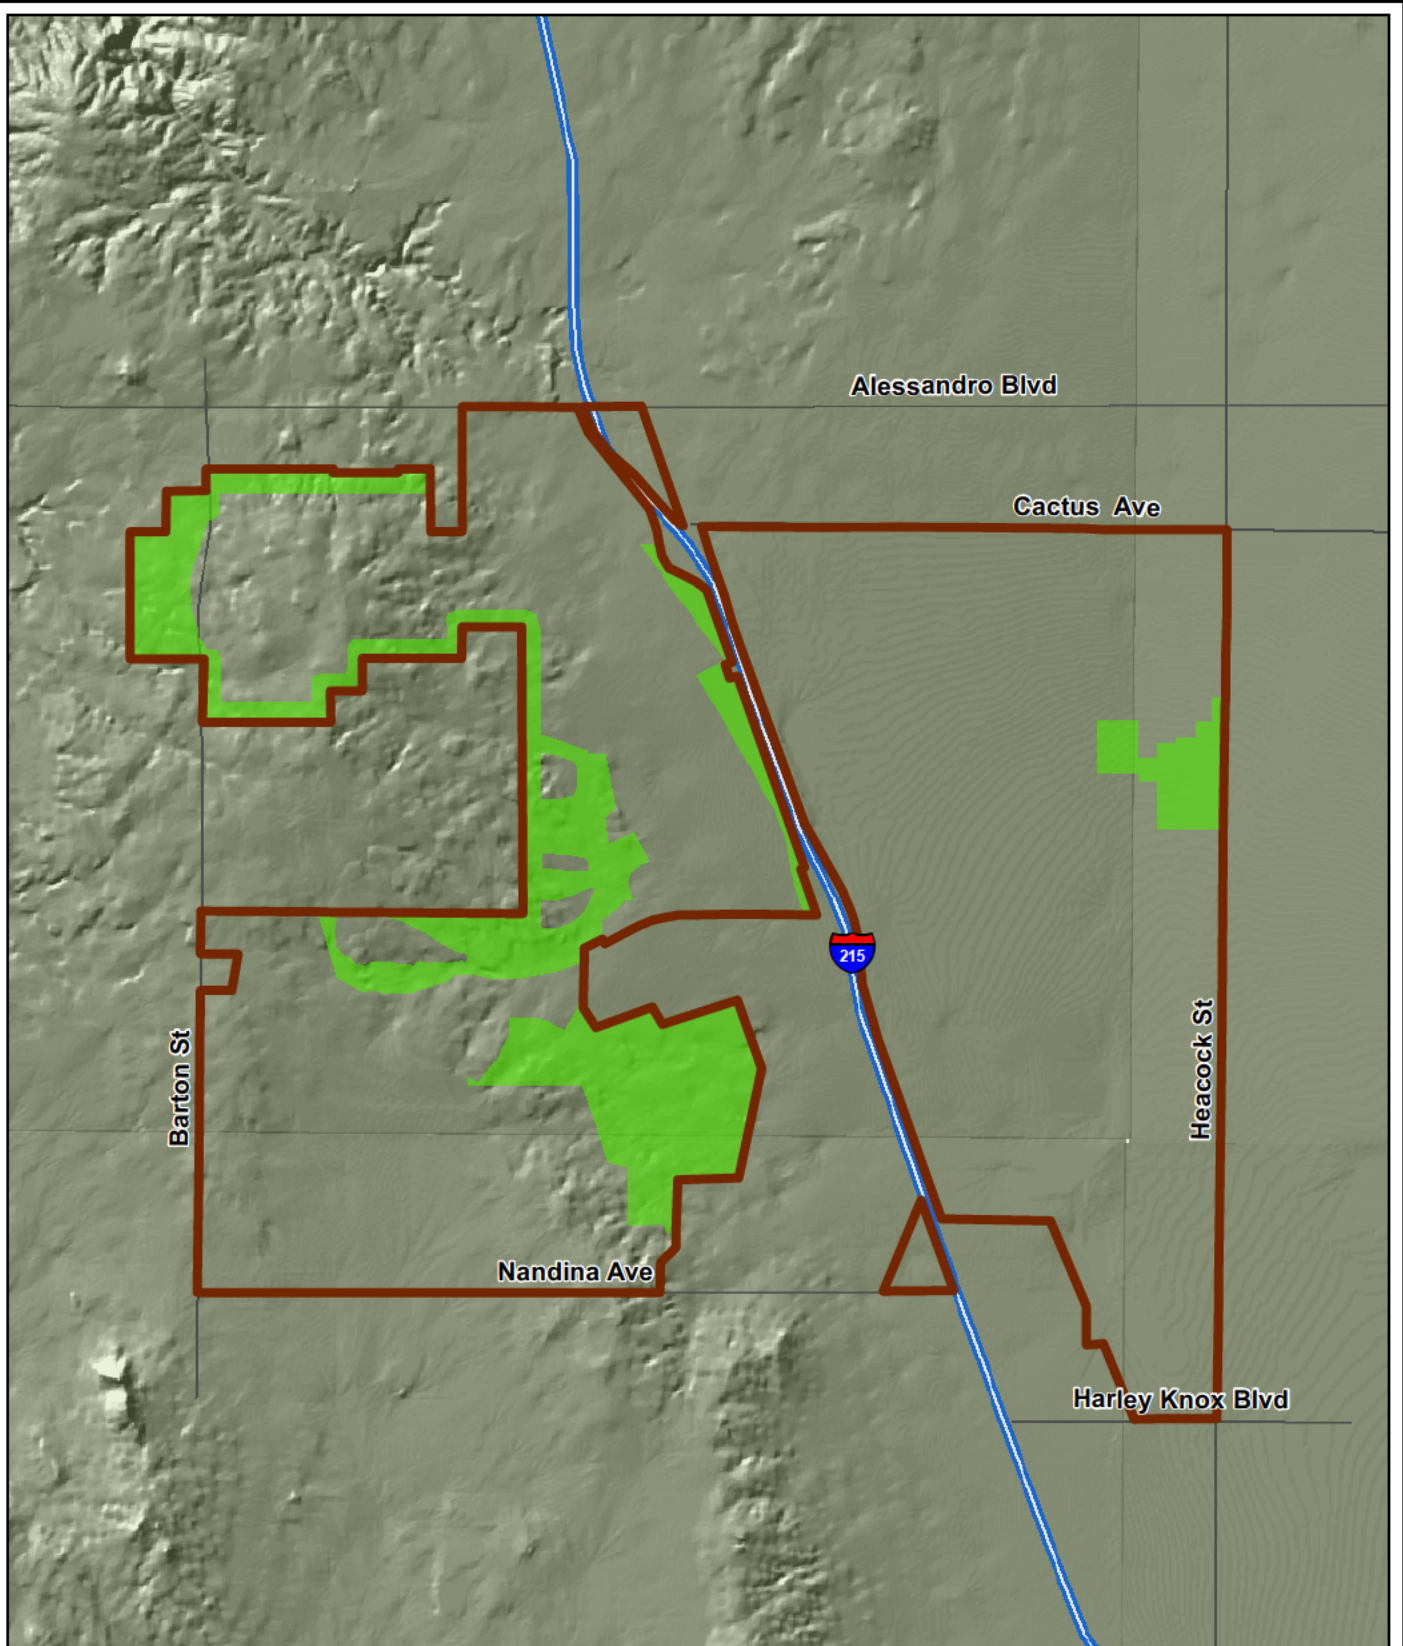 Alessandro Blvd
Cactus Ave
215
Heacock St
Barton St
Nandina Ave
Harley Knox Blvd